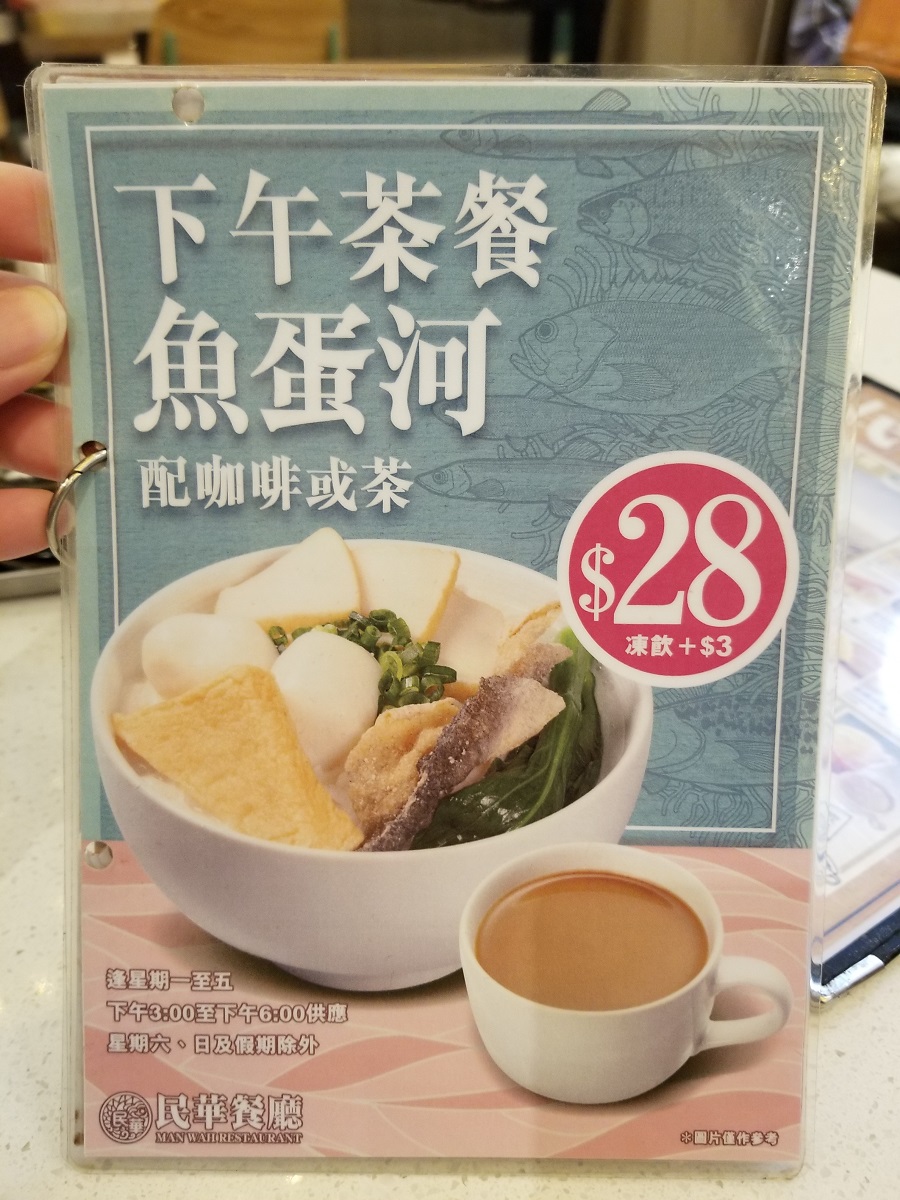 下午茶餐
魚蛋河
配咖啡或茶
$28
凍飲+$3
逢星期一至五
下午3:00至下午6:00供應
星期六、日及假期除外
民華
民華餐廳
MAN WAH RESTAURANT
*圖片僅作參考